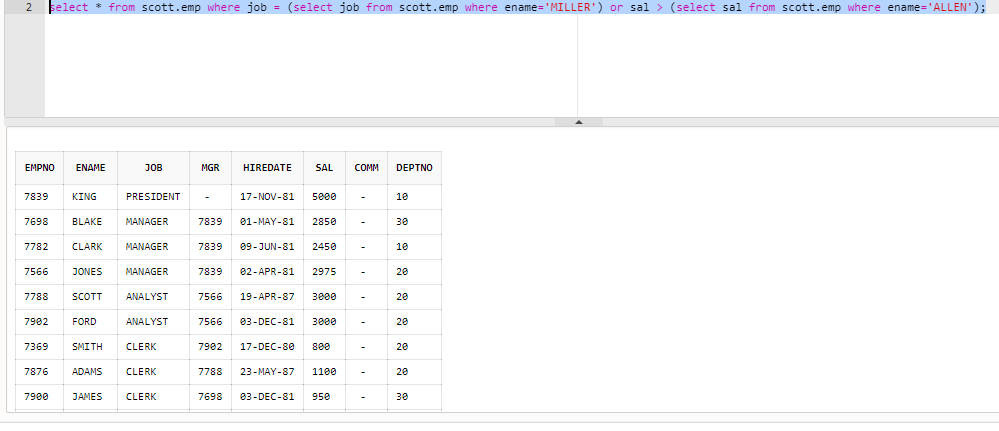 2 select * from scott.emp where job = (select job from scott.emp where ename='MILLER') or sal > (select sal from scott.emp where ename='ALLEN');
EMPNO ENAME JOB MGR HIREDATE SAL COMM DEPTNO
7839 KING PRESIDENT - 17-NOV-81 5000 - 10
7698 BLAKE MANAGER 7839 01-MAY-81 2850 - 30
7782 CLARK MANAGER 7839 09-JUN-81 2450 - 10
7566 JONES MANAGER 7839 02-APR-81 2975 - 20
7788 SCOTT ANALYST 7566 19-APR-87 3000 - 20
7902 FORD ANALYST 7566 03-DEC-81 3000 - 20
7369 SMITH CLERK 7902 17-DEC-80 800 - 20
7876 ADAMS CLERK 7788 23-MAY-87 1100 - 20
7900 JAMES CLERK 7698 03-DEC-81 950 - 30